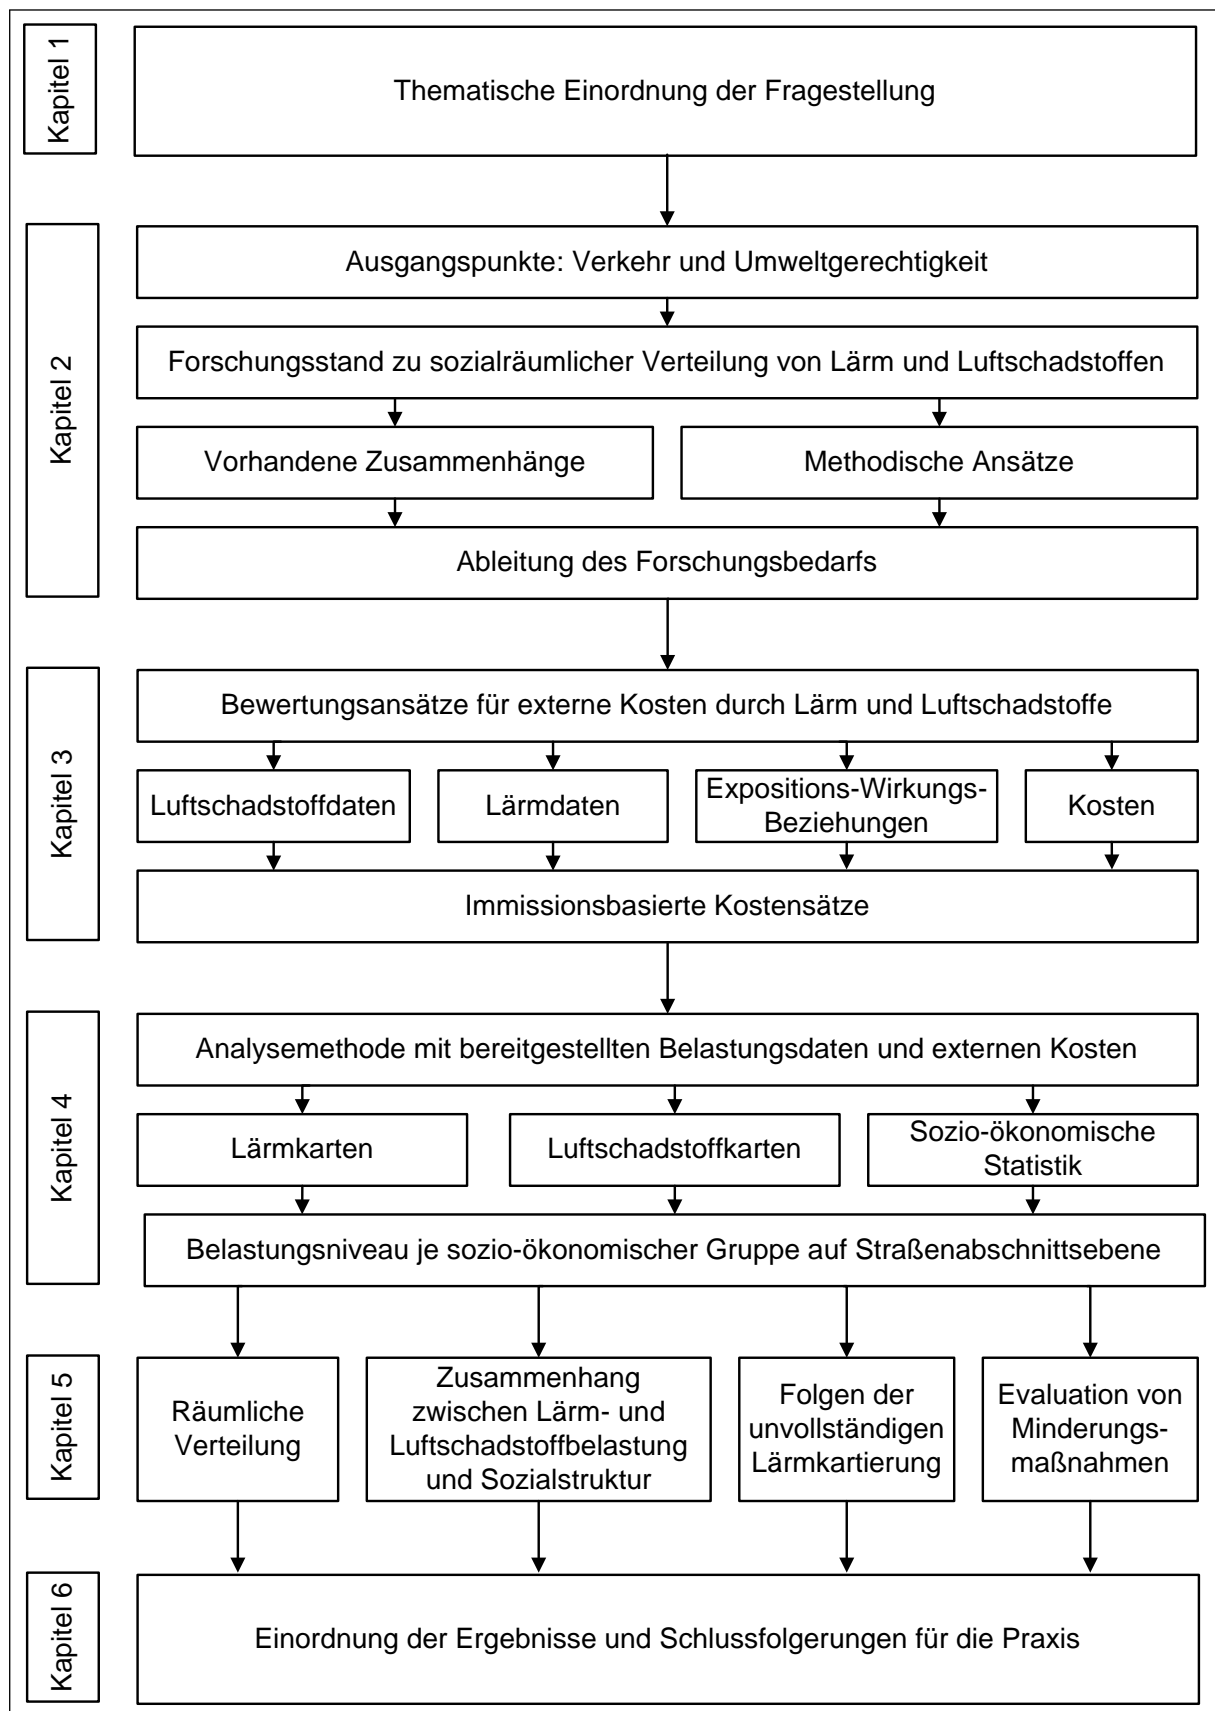 Kapitel 1
Thematische Einordnung der Fragestellung
Kapitel 2
Ausgangspunkte: Verkehr und Umweltgerechtigkeit
Forschungsstand zu sozialräumlicher Verteilung von Lärm und Luftschadstoffen
Vorhandene Zusammenhänge
Methodische Ansätze
Ableitung des Forschungsbedarfs
Kapitel 3
Bewertungsansätze für externe Kosten durch Lärm und Luftschadstoffe
Luftschadstoffdaten
Lärmdaten
Expositions-Wirkungs-
Beziehungen
Kosten
Immissionsbasierte Kostensätze
Kapitel 4
Analysemethode mit bereitgestellten Belastungsdaten und externen Kosten
Lärmkarten
Luftschadstoffkarten
Sozio-ökonomische
Statistik
Belastungsniveau je sozio-ökonomischer Gruppe auf Straßenabschnittsebene
Kapitel 5
Räumliche
Verteilung
Zusammenhang
zwischen Lärm- und
Luftschadstoffbelastung
und Sozialstruktur
Folgen der
unvollständigen
Lärmkartierung
Evaluation von
Minderungs-
maßnahmen
Kapitel 6
Einordnung der Ergebnisse und Schlussfolgerungen für die Praxis